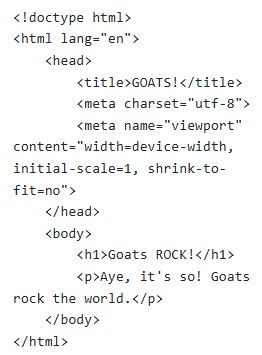 <!doctype html>
<html lang="en">
    <head>
        <title>GOATS!</title>
        <meta charset="utf-8">
        <meta name="viewport"
content="width=device-width,
initial-scale=1, shrink-to-
fit=no">
    </head>
    <body>
        <h1>Goats ROCK!</h1>
        <p>Aye, it's so! Goats
rock the world.</p>
    </body>
</html>